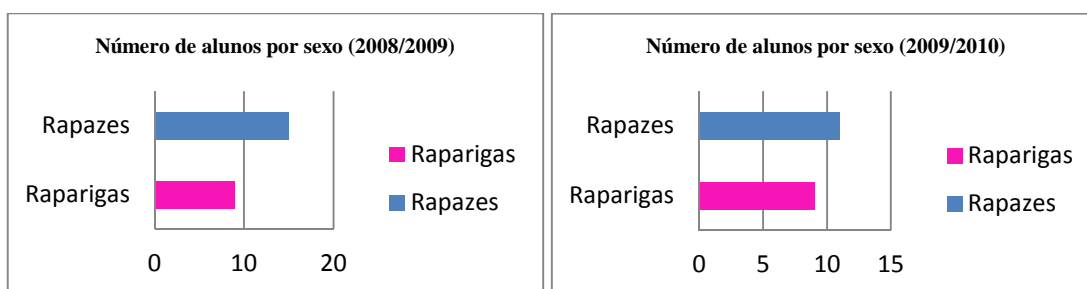 Número de alunos por sexo (2008/2009)
Rapazes
Raparigas
0 10 20
Raparigas
Rapazes
Número de alunos por sexo (2009/2010)
Rapazes
Raparigas
0 5 10 15
Raparigas
Rapazes